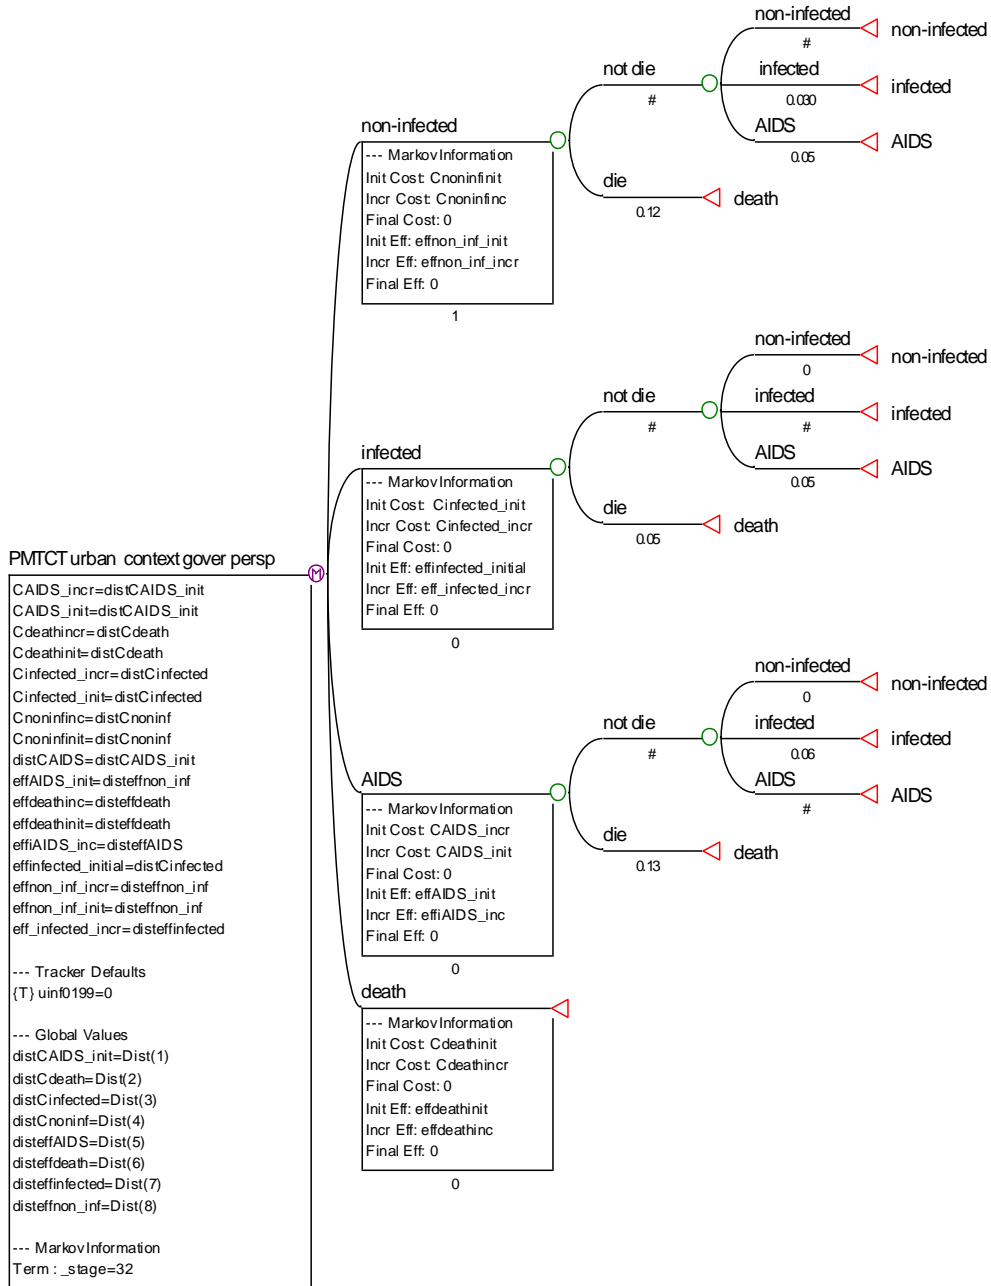 non-infected
#
non-infected
not die
#
infected
0.030
infected
AIDS
0.05
AIDS
non-infected
--- Markov Information
Init Cost: Cnoninfinit
Incr Cost: Cnoninfinc
Final Cost: 0
Init Eff: effnon_inf_init
Incr Eff: effnon_inf_incr
Final Eff: 0
1
die
0.12
death
non-infected
0
non-infected
not die
#
infected
#
infected
AIDS
0.05
AIDS
infected
--- Markov Information
Init Cost: Cinfected_init
Incr Cost: Cinfected_incr
Final Cost: 0
Init Eff: effinfected_initial
Incr Eff: eff_infected_incr
Final Eff: 0
0
die
0.05
death
PMTCT urban context gover persp
M
CAIDS_incr=distCAIDS_init
CAIDS_init=distCAIDS_init
Cdeathincr=distCdeath
Cdeathinit=distCdeath
Cinfected_incr=distCinfected
Cinfected_init=distCinfected
Cnoninfinc=distCnoninf
Cnoninfinit=distCnoninf
distCAIDS=distCAIDS_init
effAIDS_init=disteffnon_inf
effdeathinc=disteffdeath
effdeathinit=disteffdeath
effiAIDS_inc=disteffAIDS
effinfected_initial=distCinfected
effnon_inf_incr=disteffnon_inf
effnon_inf_init=disteffnon_inf
eff_infected_incr=disteffinfected
--- Tracker Defaults
{T} uinf0199=0
--- Global Values
distCAIDS_init=Dist(1)
distCdeath=Dist(2)
distCinfected=Dist(3)
distCnoninf=Dist(4)
disteffAIDS=Dist(5)
disteffdeath=Dist(6)
disteffinfected=Dist(7)
disteffnon_inf=Dist(8)
--- Markov Information
Term : _stage=32
non-infected
0
non-infected
not die
#
infected
0.06
infected
AIDS
#
AIDS
AIDS
--- Markov Information
Init Cost: CAIDS_incr
Incr Cost: CAIDS_init
Final Cost: 0
Init Eff: effAIDS_init
Incr Eff: effiAIDS_inc
Final Eff: 0
0
die
0.13
death
death
--- Markov Information
Init Cost: Cdeathinit
Incr Cost: Cdeathincr
Final Cost: 0
Init Eff: effdeathinit
Incr Eff: effdeathinc
Final Eff: 0
0